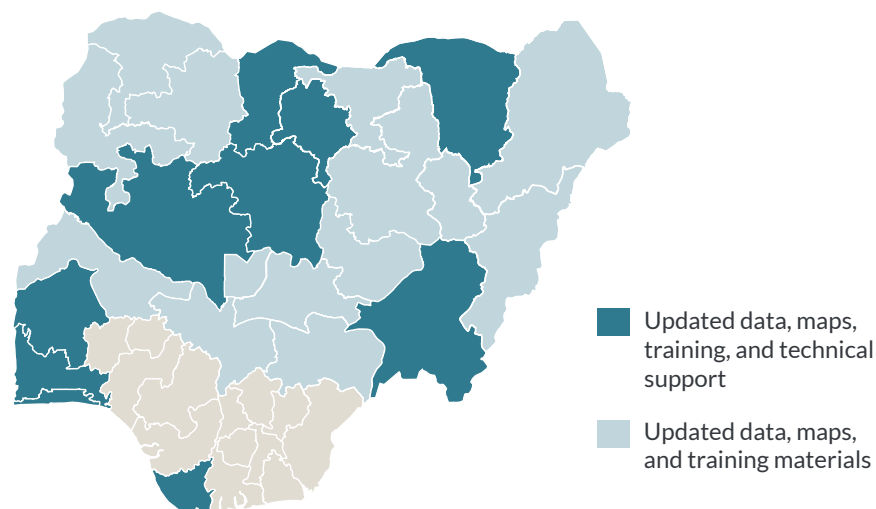 Updated data, maps,
training, and technical
support
Updated data, maps,
and training materials